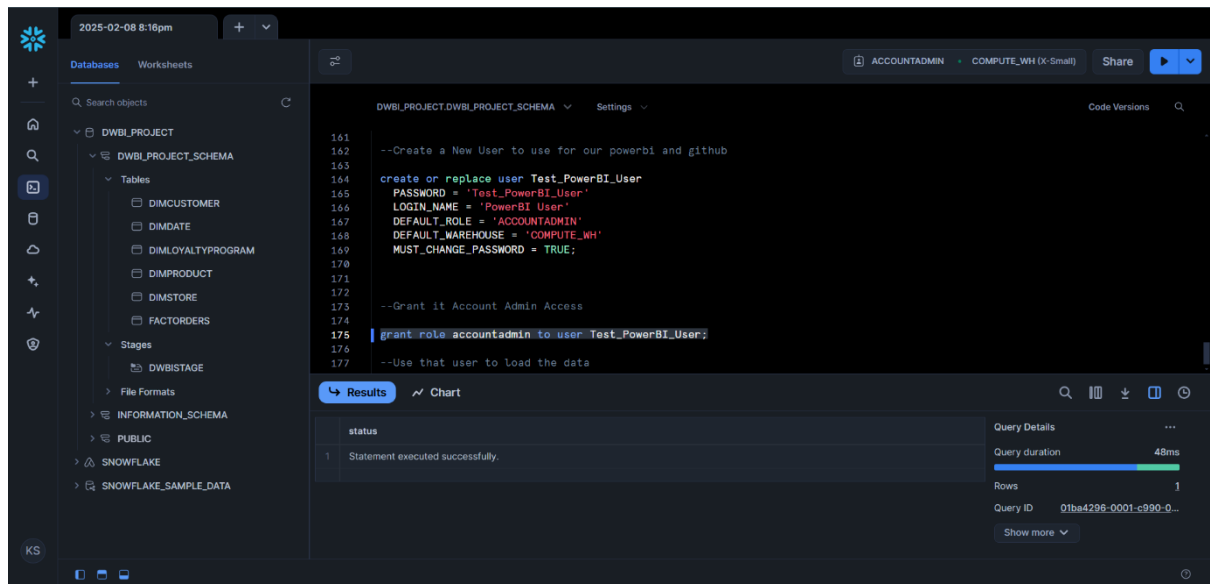 2025-02-08 8:16pm
Databases Worksheets
ACCOUNTADMIN COMPUTE_WH (X-Small) Share
Search objects
DWBI_PROJECT
DWBI_PROJECT_SCHEMA
Tables
DIMCUSTOMER
DIMDATE
DIMLOYALTYPROGRAM
DIMPRODUCT
DIMSTORE
FACTORDERS
Stages
DWBISTAGE
File Formats
INFORMATION_SCHEMA
PUBLIC
SNOWFLAKE
SNOWFLAKE_SAMPLE_DATA
KS
DWBI_PROJECT.DWBI_PROJECT_SCHEMA Settings Code Versions
161
162 --Create a New User to use for our powerbi and github
163
164 create or replace user Test_PowerBI_User
165 PASSWORD = 'Test_PowerBI_User'
166 LOGIN_NAME = 'PowerBI User'
167 DEFAULT_ROLE = 'ACCOUNTADMIN'
168 DEFAULT_WAREHOUSE = 'COMPUTE_WH'
169 MUST_CHANGE_PASSWORD = TRUE;
170
171
172
173 --Grant it Account Admin Access
174
175 grant role accountadmin to user Test_PowerBI_User;
176
177 --Use that user to load the data
Results Chart
status
1 Statement executed successfully.
Query Details ...
Query duration 48ms
Rows 1
Query ID 01ba4296-0001-c990-0...
Show more